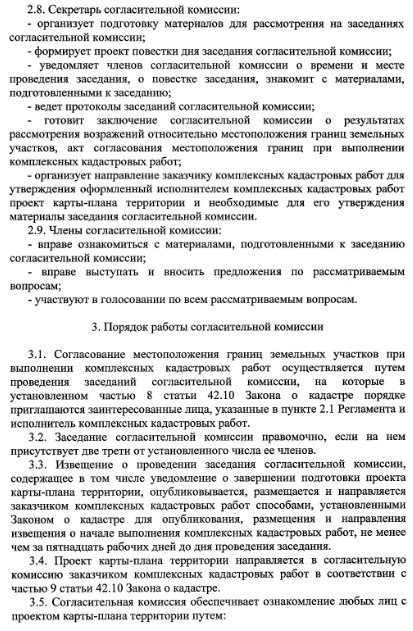 2.8. Секретарь согласительной комиссии:
- организует подготовку материалов для рассмотрения на заседаниях
согласительной комиссии;
- формирует проект повестки дня заседания согласительной комиссии;
- уведомляет членов согласительной комиссии о времени и месте
проведения заседания, о повестке заседания, знакомит с материалами,
подготовленными к заседанию;
- ведет протоколы заседаний согласительной комиссии;
- готовит заключение согласительной комиссии о результатах
рассмотрения возражений относительно местоположения границ земельных
участков, акт согласования местоположения границ при выполнении
комплексных кадастровых работ;
- организует направление заказчику комплексных кадастровых работ для
утверждения оформленный исполнителем комплексных кадастровых работ
проект карты-плана территории и необходимые для его утверждения
материалы заседания согласительной комиссии.
2.9. Члены согласительной комиссии:
- вправе ознакомиться с материалами, подготовленными к заседанию
согласительной комиссии;
- вправе выступать и вносить предложения по рассматриваемым
вопросам;
- участвуют в голосовании по всем рассматриваемым вопросам.
3. Порядок работы согласительной комиссии
3.1. Согласование местоположения границ земельных участков при
выполнении комплексных кадастровых работ осуществляется путем
проведения заседаний согласительной комиссии, на которые в
установленном частью 8 статьи 42.10 Закона о кадастре порядке
приглашаются заинтересованные лица, указанные в пункте 2.1 Регламента и
исполнитель комплексных кадастровых работ.
3.2. Заседание согласительной комиссии правомочно, если на нем
присутствует две трети от установленного числа ее членов.
3.3. Извещение о проведении заседания согласительной комиссии,
содержащее в том числе уведомление о завершении подготовки проекта
карты-плана территории, опубликовывается, размещается и направляется
заказчиком комплексных кадастровых работ способами, установленными
Законом о кадастре для опубликования, размещения и направления
извещения о начале выполнения комплексных кадастровых работ, не менее
чем за пятнадцать рабочих дней до дня проведения заседания.
3.4. Проект карты-плана территории направляется в согласительную
комиссию заказчиком комплексных кадастровых работ в соответствии с
частью 9 статьи 42.10 Закона о кадастре.
3.5. Согласительная комиссия обеспечивает ознакомление любых лиц с
проектом карты-плана территории путем: